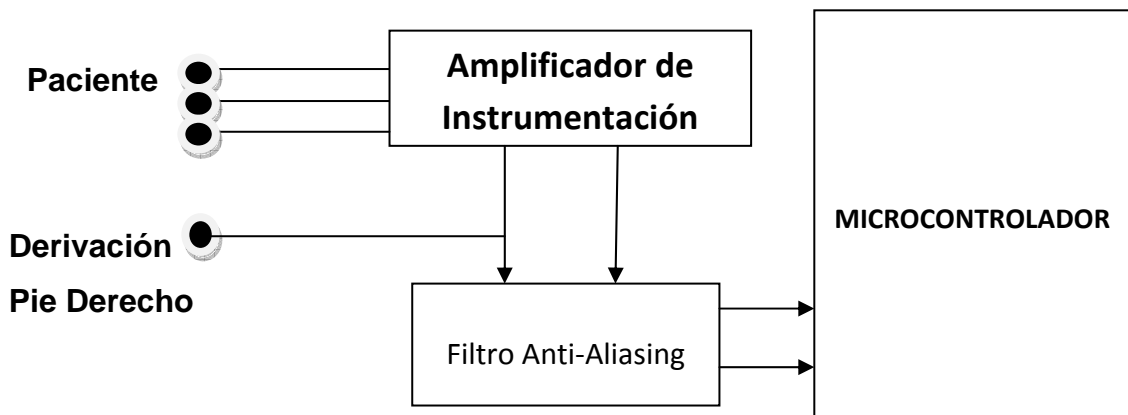 Paciente
Amplificador de
Instrumentación
Derivación
Pie Derecho
MICROCONTROLADOR
Filtro Anti-Aliasing